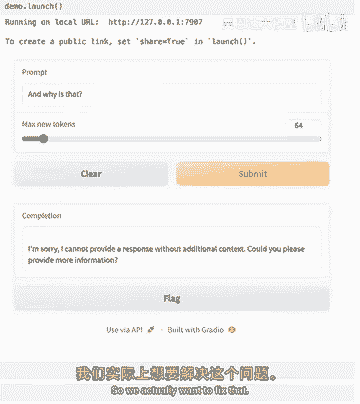 demo.launch()
Running on local URL: http://127.0.0.1:7907
To create a public link, set `share=True` in `launch()`.
Prompt
And why is that?
Max new tokens
64
Clear
Submit
Completion
I'm sorry, I cannot provide a response without additional context. Could you please
provide more information?
Flag
Use via API
Built with Gradio
我们实际上想要解决这个问题。
So we actually want to fix that.